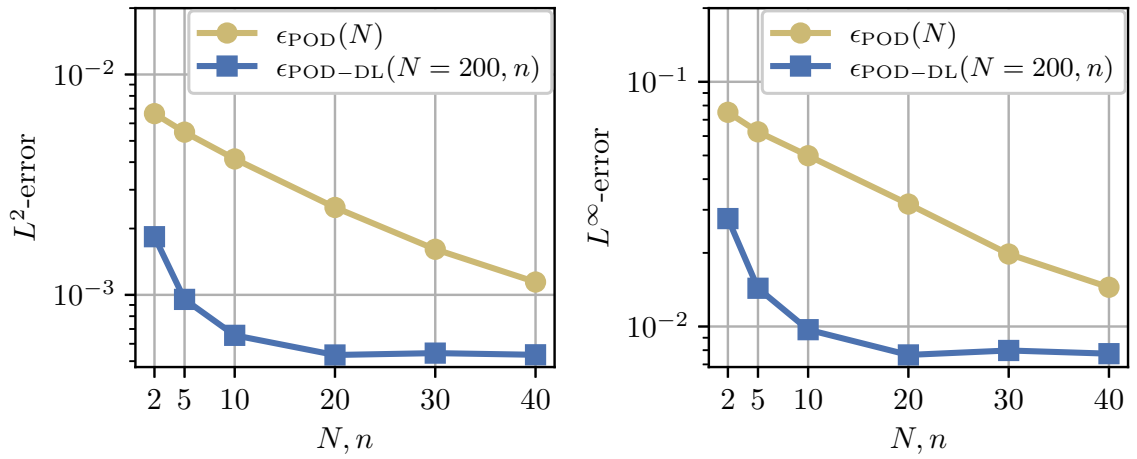 ϵ_POD(N)
ϵ_POD−DL(N = 200, n)
10⁻²
10⁻³
L²-error
2 5 10 20 30 40
N, n
ϵ_POD(N)
ϵ_POD−DL(N = 200, n)
10⁻¹
10⁻²
L^∞-error
2 5 10 20 30 40
N, n